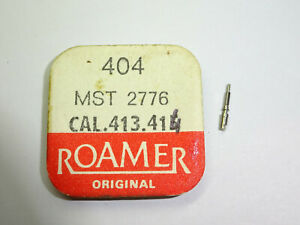 404
MST 2776
CAL.413.414
ROAMER
ORIGINAL